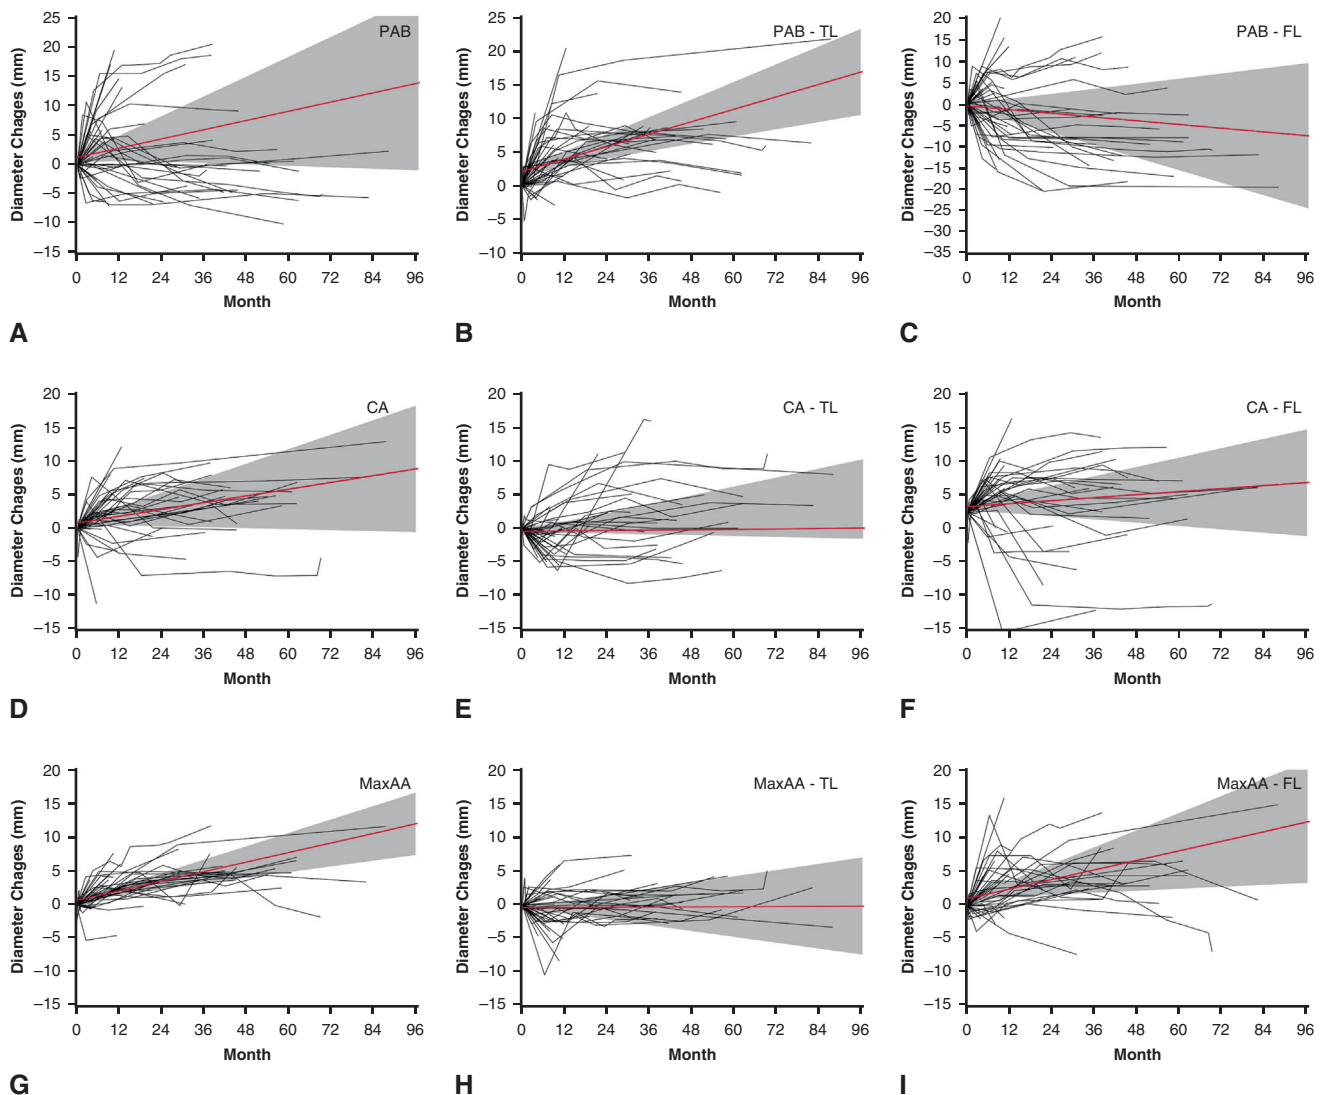 PAB
Diameter Chages (mm)
25
20
15
10
5
0
–5
–10
–15
0 12 24 36 48 60 72 84 96
Month
A
PAB - TL
Diameter Chages (mm)
25
20
15
10
5
0
–5
–10
0 12 24 36 48 60 72 84 96
Month
B
PAB - FL
Diameter Chages (mm)
20
15
10
5
0
–5
–10
–15
–20
–25
–30
–35
0 12 24 36 48 60 72 84 96
Month
C
CA
Diameter Chages (mm)
20
15
10
5
0
–5
–10
–15
0 12 24 36 48 60 72 84 96
Month
D
CA - TL
Diameter Chages (mm)
20
15
10
5
0
–5
–10
–15
0 12 24 36 48 60 72 84 96
Month
E
CA - FL
Diameter Chages (mm)
20
15
10
5
0
–5
–10
–15
0 12 24 36 48 60 72 84 96
Month
F
MaxAA
Diameter Chages (mm)
20
15
10
5
0
–5
–10
–15
0 12 24 36 48 60 72 84 96
Month
G
MaxAA - TL
Diameter Chages (mm)
20
15
10
5
0
–5
–10
–15
0 12 24 36 48 60 72 84 96
Month
H
MaxAA - FL
Diameter Chages (mm)
20
15
10
5
0
–5
–10
–15
0 12 24 36 48 60 72 84 96
Month
I